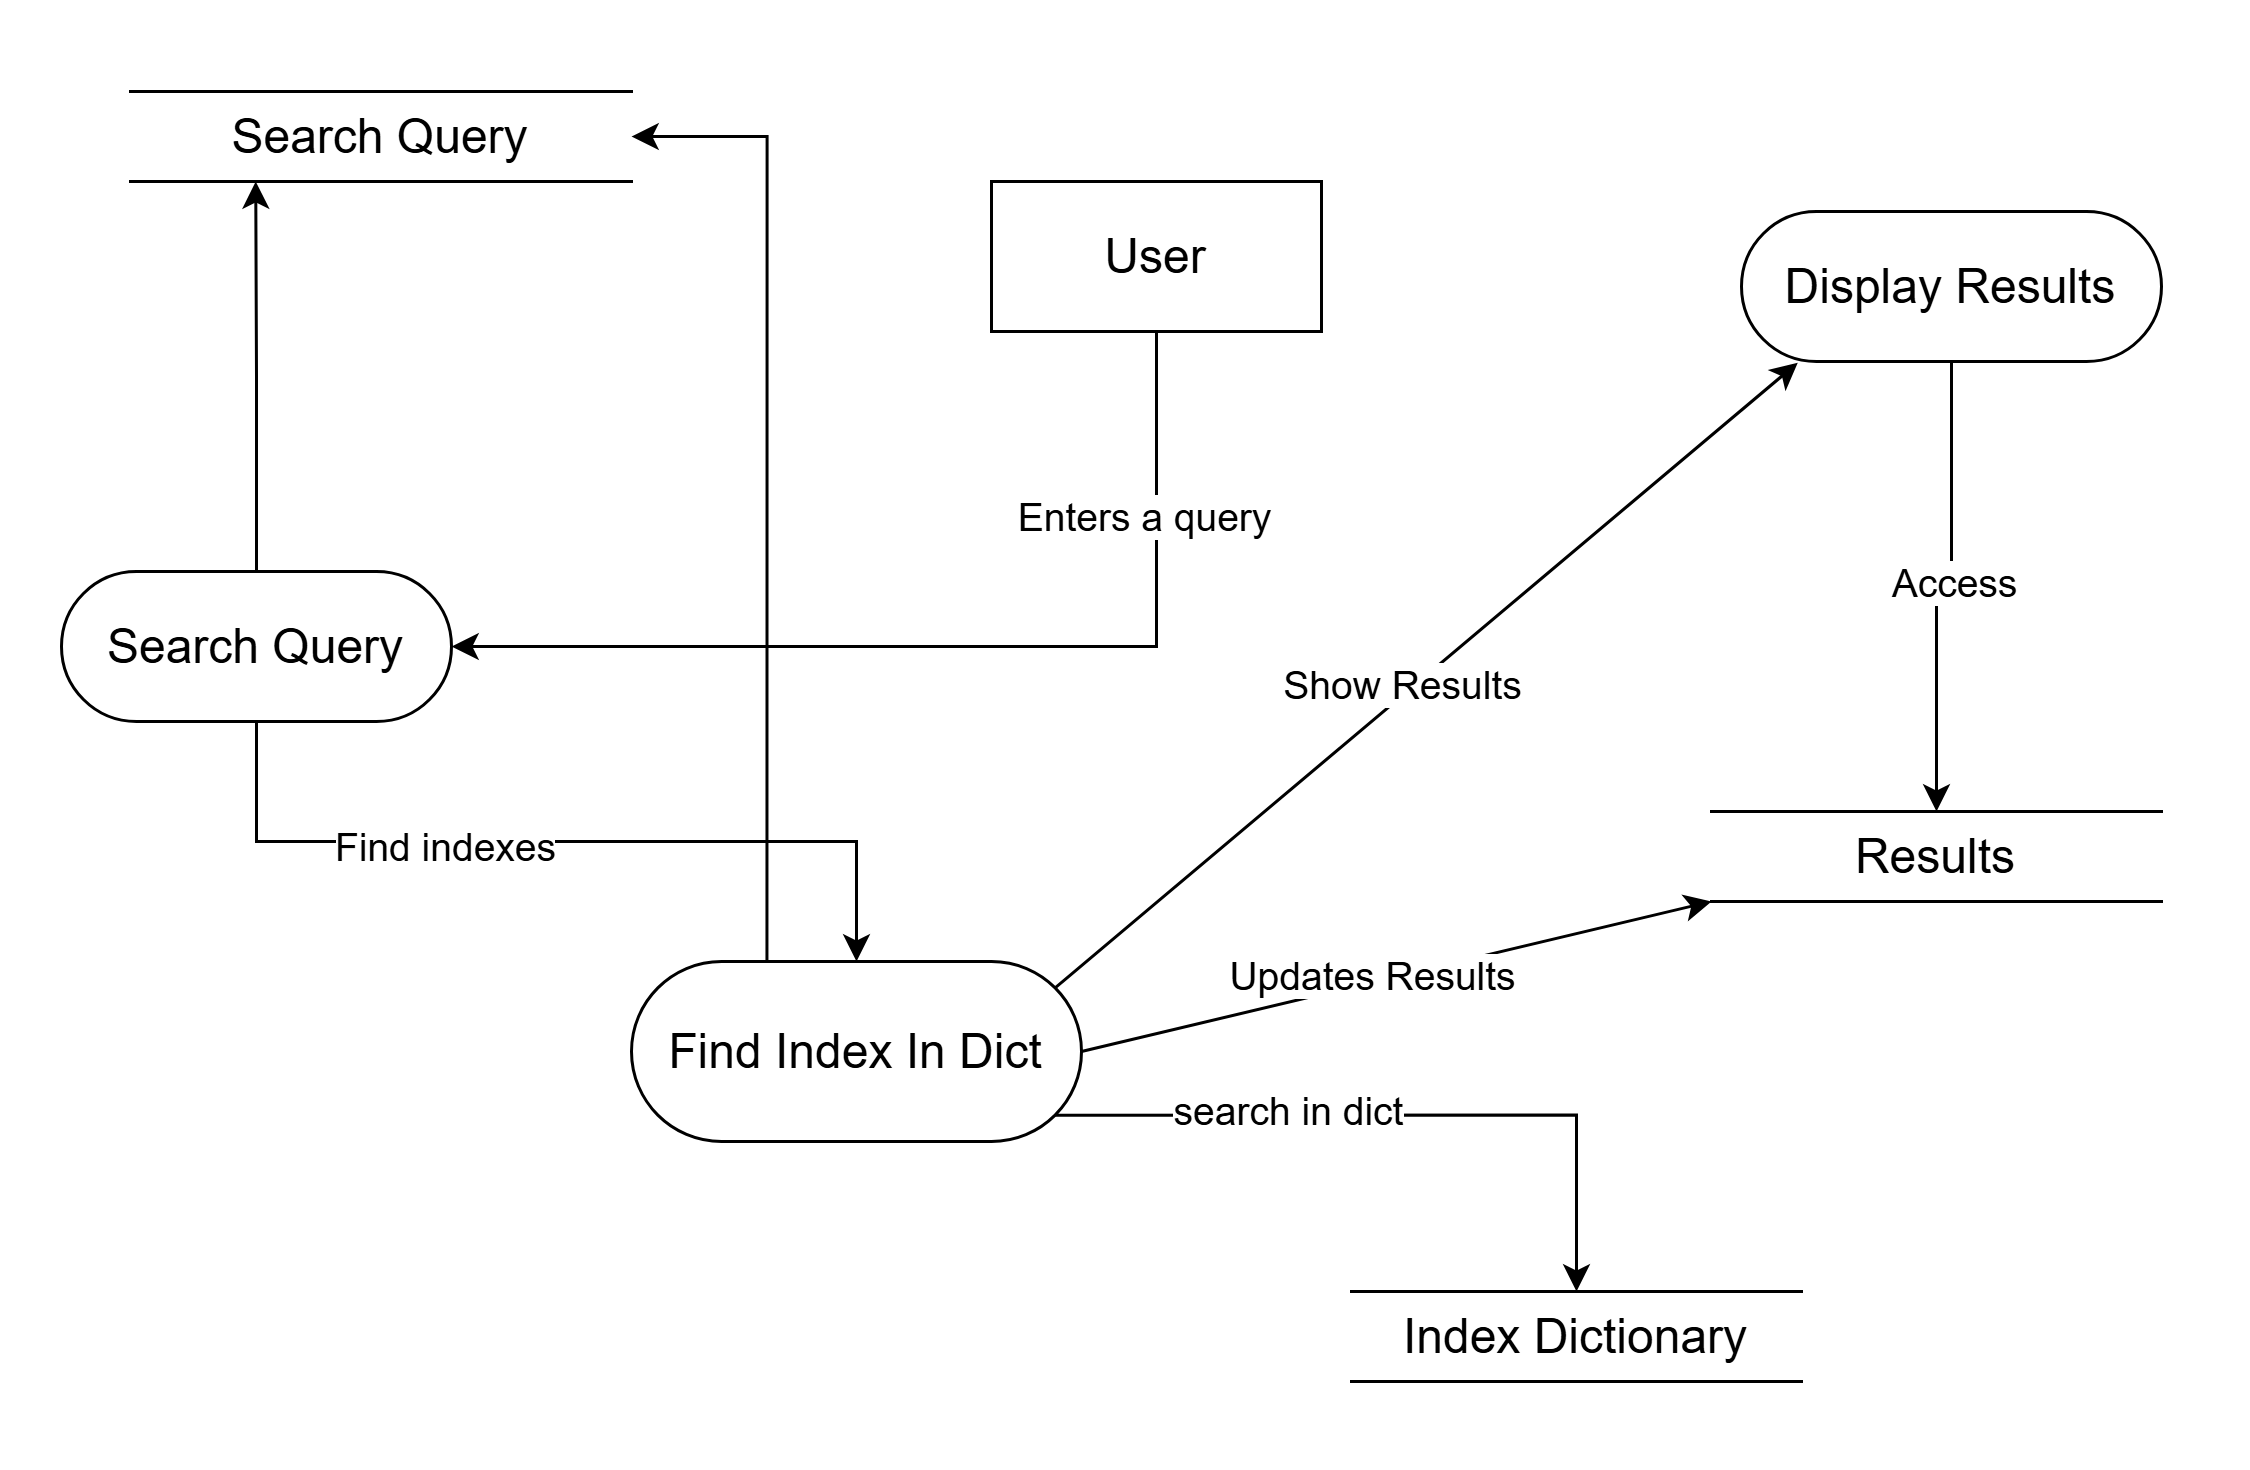 Search Query
User
Display Results
Enters a query
Access
Search Query
Show Results
Find indexes
Results
Updates Results
Find Index In Dict
search in dict
Index Dictionary